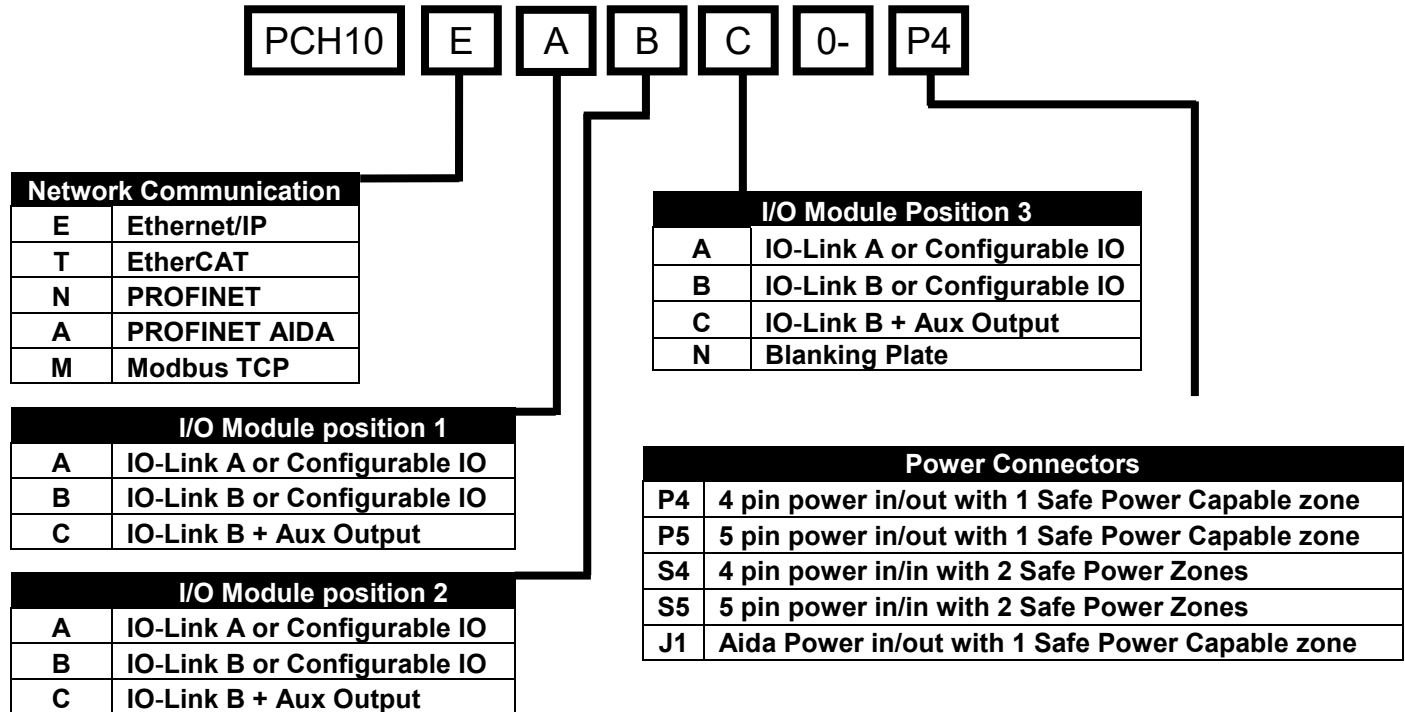 PCH10 E A B C 0- P4
Network Communication
E Ethernet/IP
T EtherCAT
N PROFINET
A PROFINET AIDA
M Modbus TCP
I/O Module position 1
A IO-Link A or Configurable IO
B IO-Link B or Configurable IO
C IO-Link B + Aux Output
I/O Module position 2
A IO-Link A or Configurable IO
B IO-Link B or Configurable IO
C IO-Link B + Aux Output
I/O Module Position 3
A IO-Link A or Configurable IO
B IO-Link B or Configurable IO
C IO-Link B + Aux Output
N Blanking Plate
Power Connectors
P4 4 pin power in/out with 1 Safe Power Capable zone
P5 5 pin power in/out with 1 Safe Power Capable zone
S4 4 pin power in/in with 2 Safe Power Zones
S5 5 pin power in/in with 2 Safe Power Zones
J1 Aida Power in/out with 1 Safe Power Capable zone